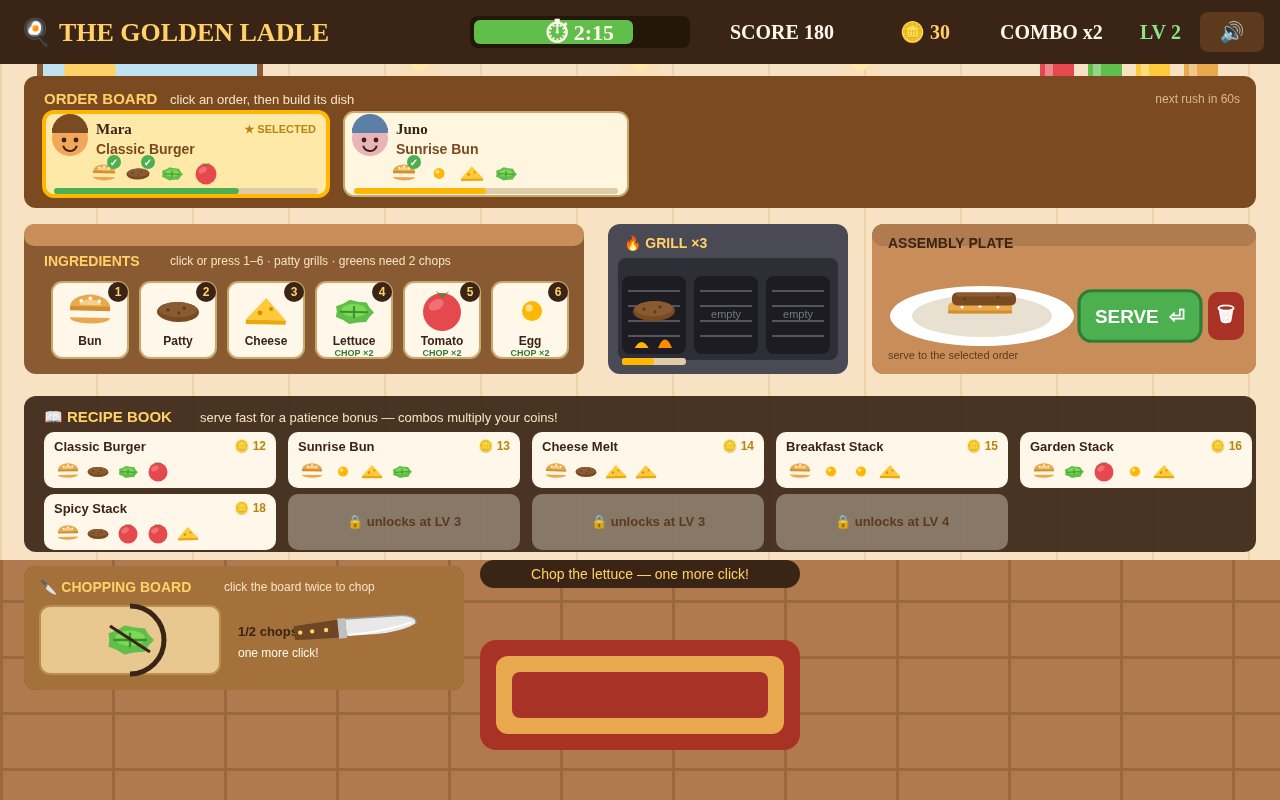 THE GOLDEN LADLE
2:15
SCORE 180
30
COMBO x2
LV 2
ORDER BOARD click an order, then build its dish
next rush in 60s
Mara
★ SELECTED
Classic Burger
Juno
Sunrise Bun
INGREDIENTS
click or press 1–6 · patty grills · greens need 2 chops
1
Bun
2
Patty
3
Cheese
4
Lettuce
CHOP ×2
5
Tomato
CHOP ×2
6
Egg
CHOP ×2
GRILL ×3
empty
empty
ASSEMBLY PLATE
SERVE ⏎
serve to the selected order
RECIPE BOOK
serve fast for a patience bonus — combos multiply your coins!
Classic Burger 12
Sunrise Bun 13
Cheese Melt 14
Breakfast Stack 15
Garden Stack 16
Spicy Stack 18
unlocks at LV 3
unlocks at LV 3
unlocks at LV 4
CHOPPING BOARD
click the board twice to chop
1/2 chops
one more click!
Chop the lettuce — one more click!